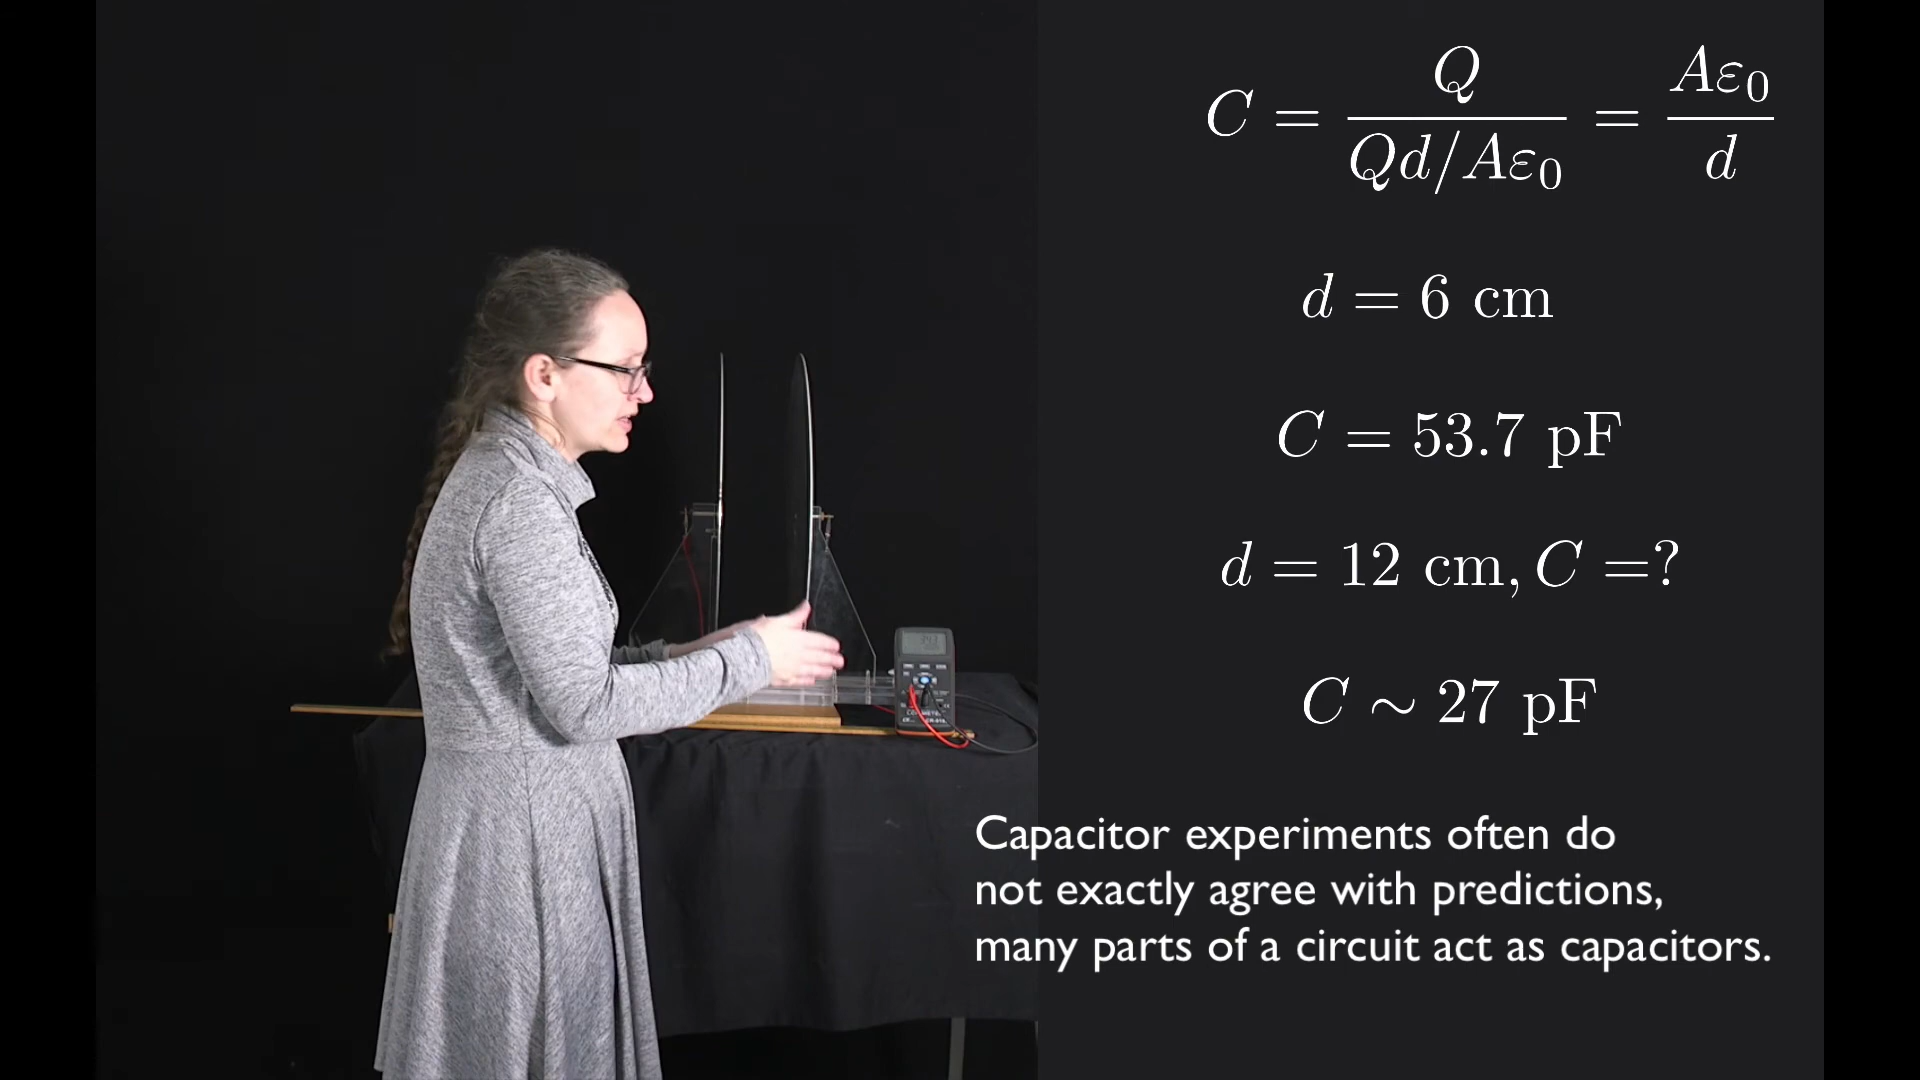 C = Q / (Qd/Aε₀) = Aε₀ / d
d = 6 cm
C = 53.7 pF
d = 12 cm, C =?
C ~ 27 pF
Capacitor experiments often do
not exactly agree with predictions,
many parts of a circuit act as capacitors.